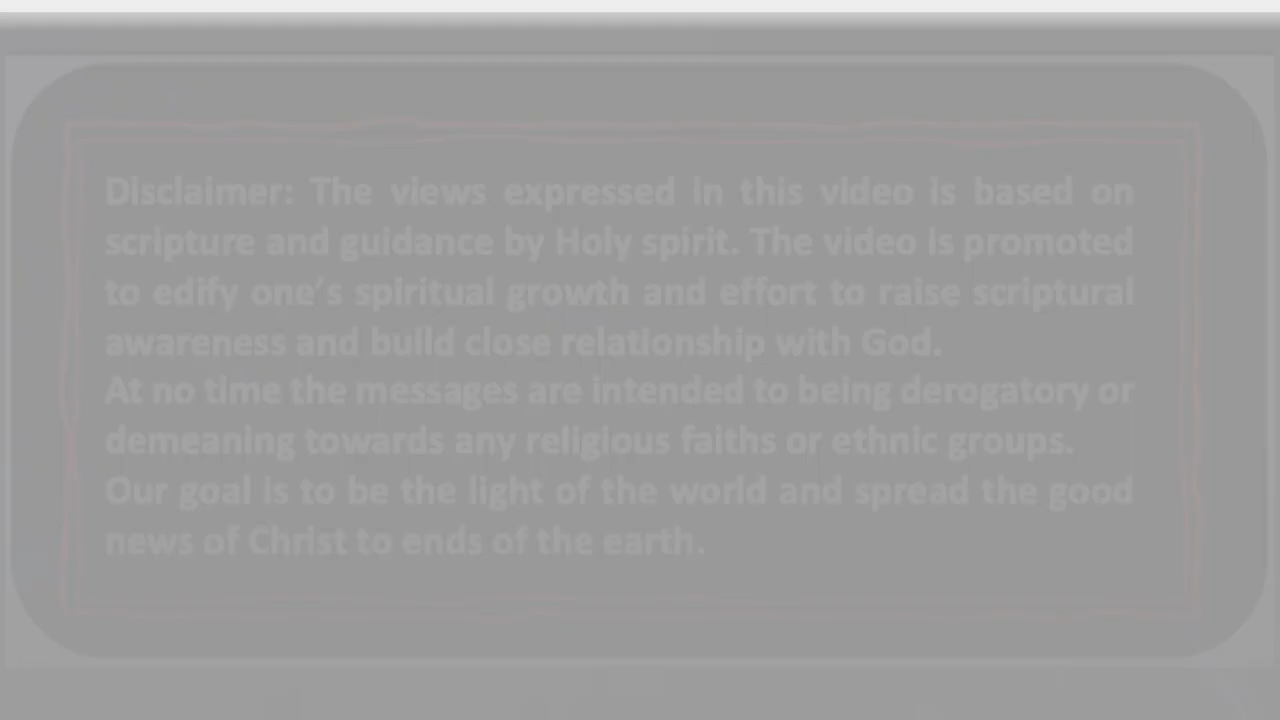 Disclaimer: The views expressed in this video is based on
scripture and guidance by Holy spirit. The video is promoted
to edify one’s spiritual growth and effort to raise scriptural
awareness and build close relationship with God.
At no time the messages are intended to being derogatory or
demeaning towards any religious faiths or ethnic groups.
Our goal is to be the light of the world and spread the good
news of Christ to ends of the earth.